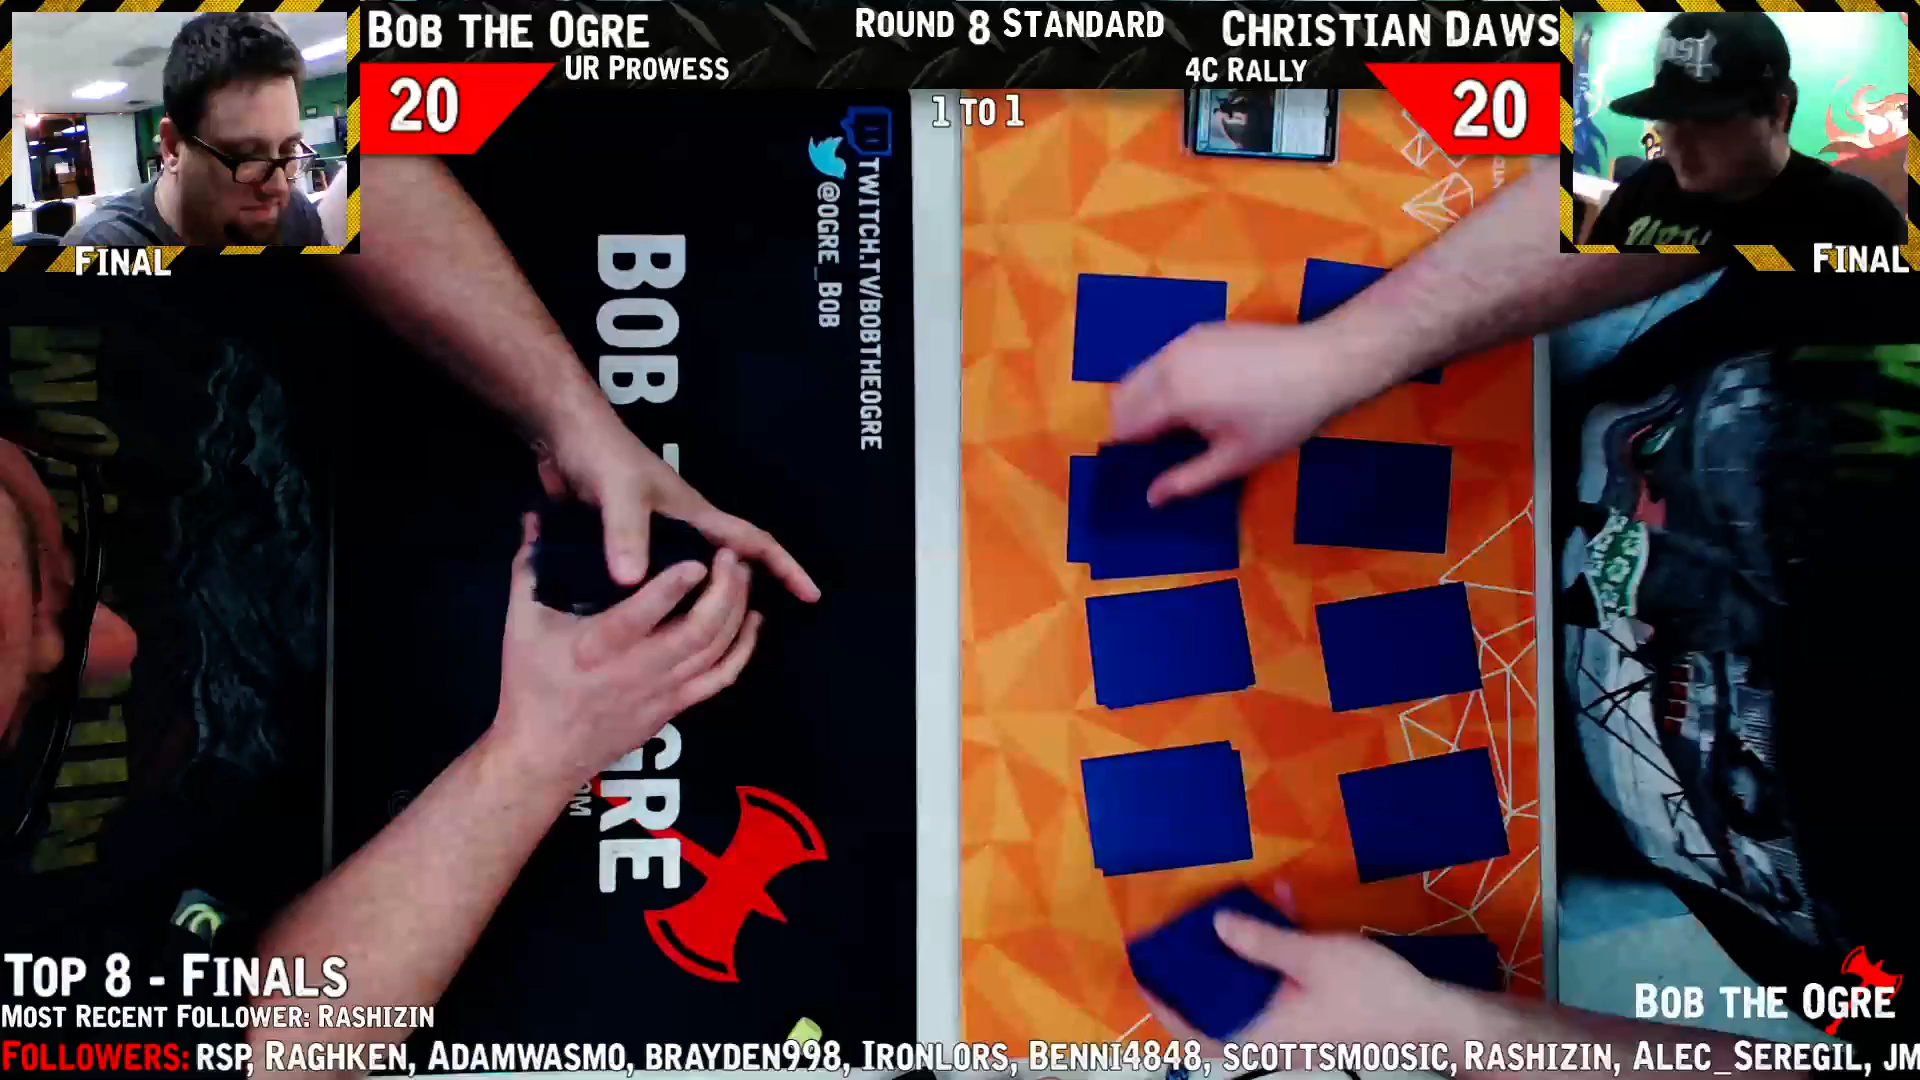 BOB THE OGRE
UR PROWESS
20
ROUND 8 STANDARD
1 TO 1
CHRISTIAN DAWS
4C RALLY
20
FINAL
FINAL
TWITCH.TV/BOBTHEOGRE
@OGRE_BOB
BOB
GRE
TOP 8 - FINALS
MOST RECENT FOLLOWER: RASHIZIN
BOB THE OGRE
FOLLOWERS: RSP, RAGHKEN, ADAMWASMO, BRAYDEN998, IRONLORS, BENNI4848, SCOTTSMOOSIC, RASHIZIN, ALEC_SEREGIL, JM